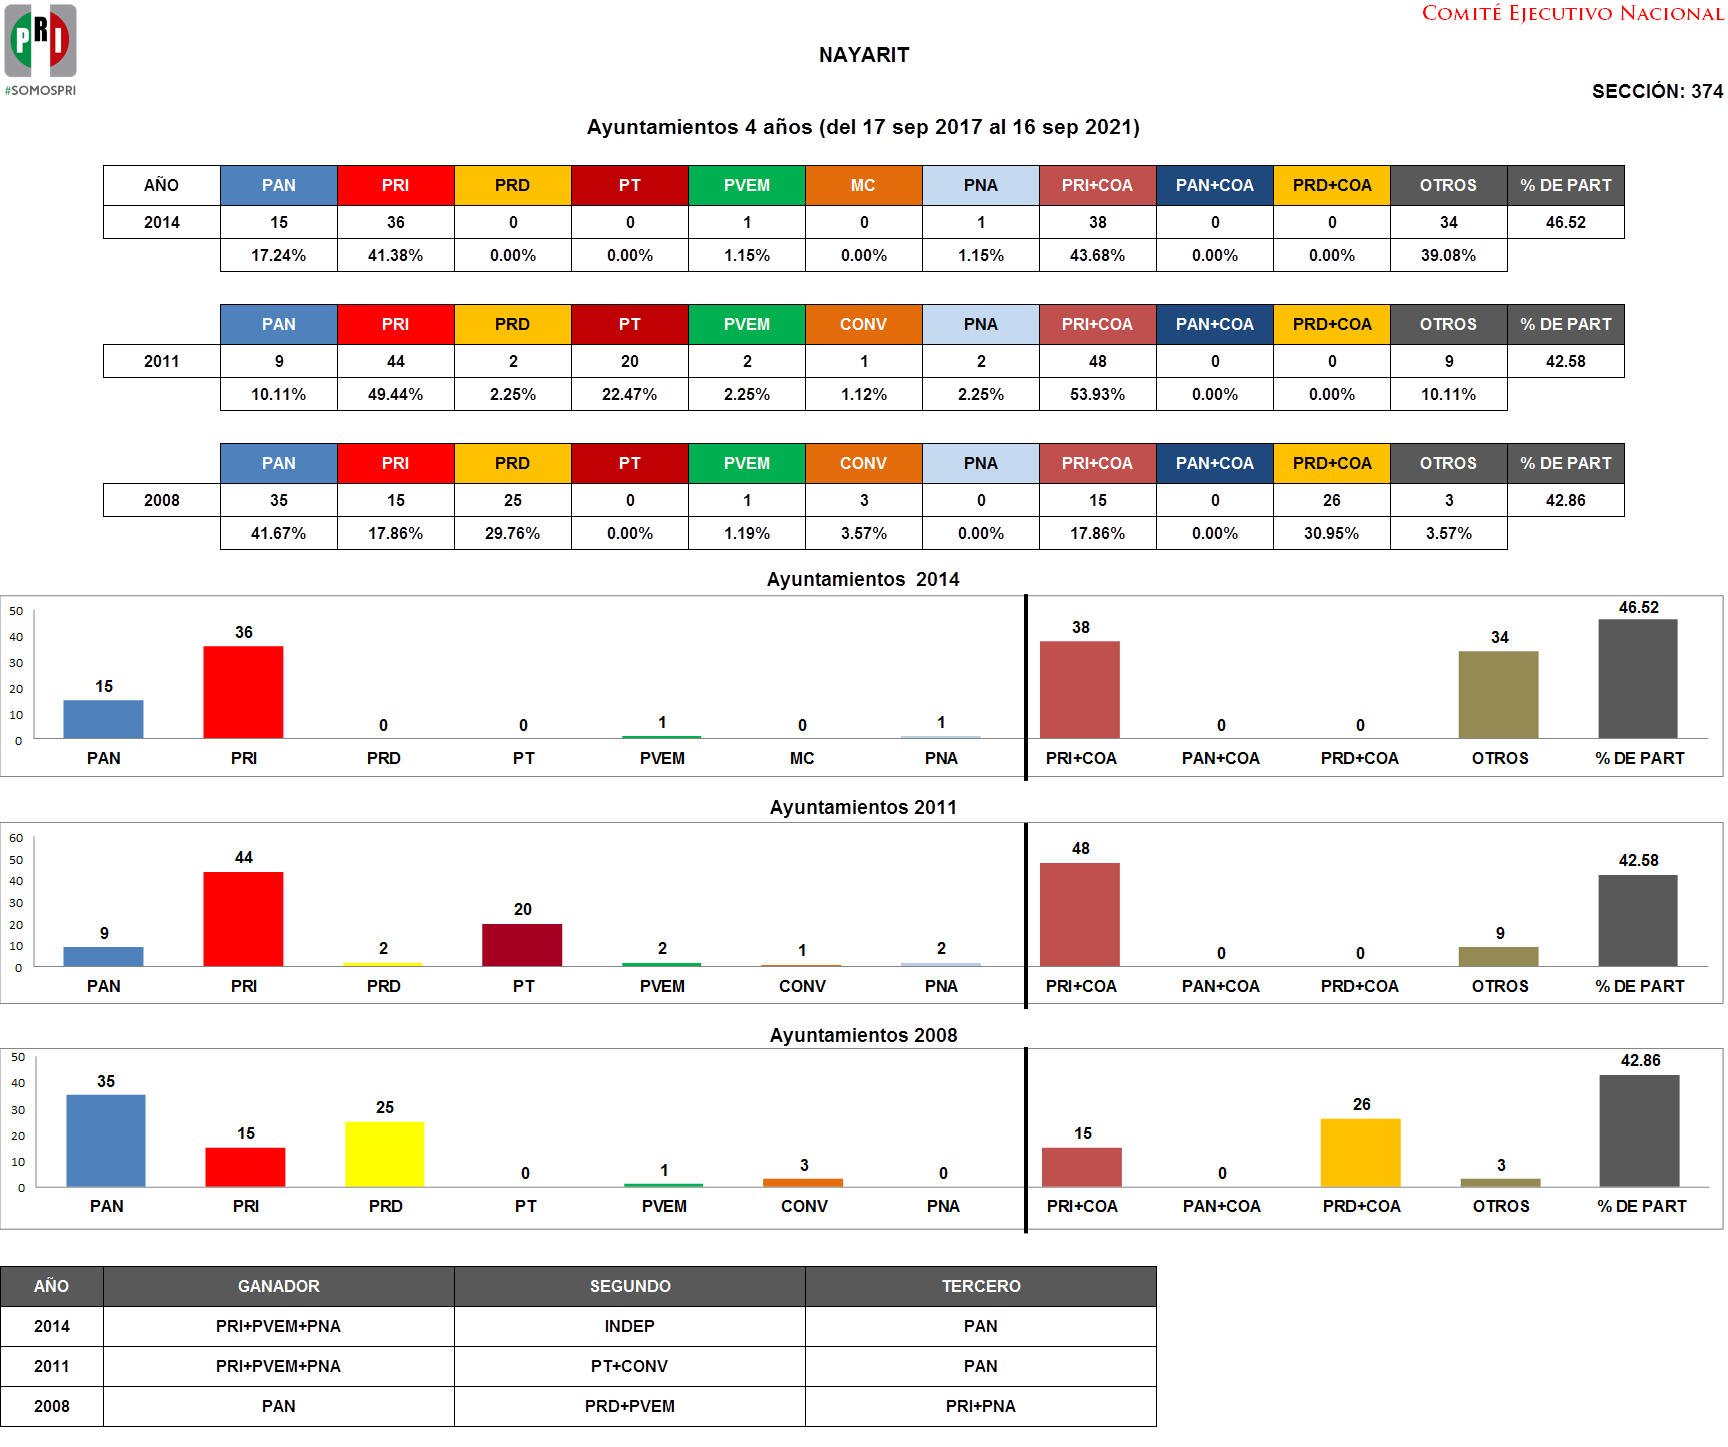 PRI
#SOMOSPRI
COMITÉ EJECUTIVO NACIONAL
NAYARIT
SECCIÓN: 374
Ayuntamientos 4 años (del 17 sep 2017 al 16 sep 2021)
AÑO PAN PRI PRD PT PVEM MC PNA PRI+COA PAN+COA PRD+COA OTROS % DE PART
2014 15 36 0 0 1 0 1 38 0 0 34 46.52
17.24% 41.38% 0.00% 0.00% 1.15% 0.00% 1.15% 43.68% 0.00% 0.00% 39.08%
PAN PRI PRD PT PVEM CONV PNA PRI+COA PAN+COA PRD+COA OTROS % DE PART
2011 9 44 2 20 2 1 2 48 0 0 9 42.58
10.11% 49.44% 2.25% 22.47% 2.25% 1.12% 2.25% 53.93% 0.00% 0.00% 10.11%
PAN PRI PRD PT PVEM CONV PNA PRI+COA PAN+COA PRD+COA OTROS % DE PART
2008 35 15 25 0 1 3 0 15 0 26 3 42.86
41.67% 17.86% 29.76% 0.00% 1.19% 3.57% 0.00% 17.86% 0.00% 30.95% 3.57%
Ayuntamientos 2014
50
40
30
20
10
0
15 36 0 0 1 0 1 38 0 0 34 46.52
PAN PRI PRD PT PVEM MC PNA PRI+COA PAN+COA PRD+COA OTROS % DE PART
Ayuntamientos 2011
60
50
40
30
20
10
0
9 44 2 20 2 1 2 48 0 0 9 42.58
PAN PRI PRD PT PVEM CONV PNA PRI+COA PAN+COA PRD+COA OTROS % DE PART
Ayuntamientos 2008
50
40
30
20
10
0
35 15 25 0 1 3 0 15 0 26 3 42.86
PAN PRI PRD PT PVEM CONV PNA PRI+COA PAN+COA PRD+COA OTROS % DE PART
AÑO GANADOR SEGUNDO TERCERO
2014 PRI+PVEM+PNA INDEP PAN
2011 PRI+PVEM+PNA PT+CONV PAN
2008 PAN PRD+PVEM PRI+PNA